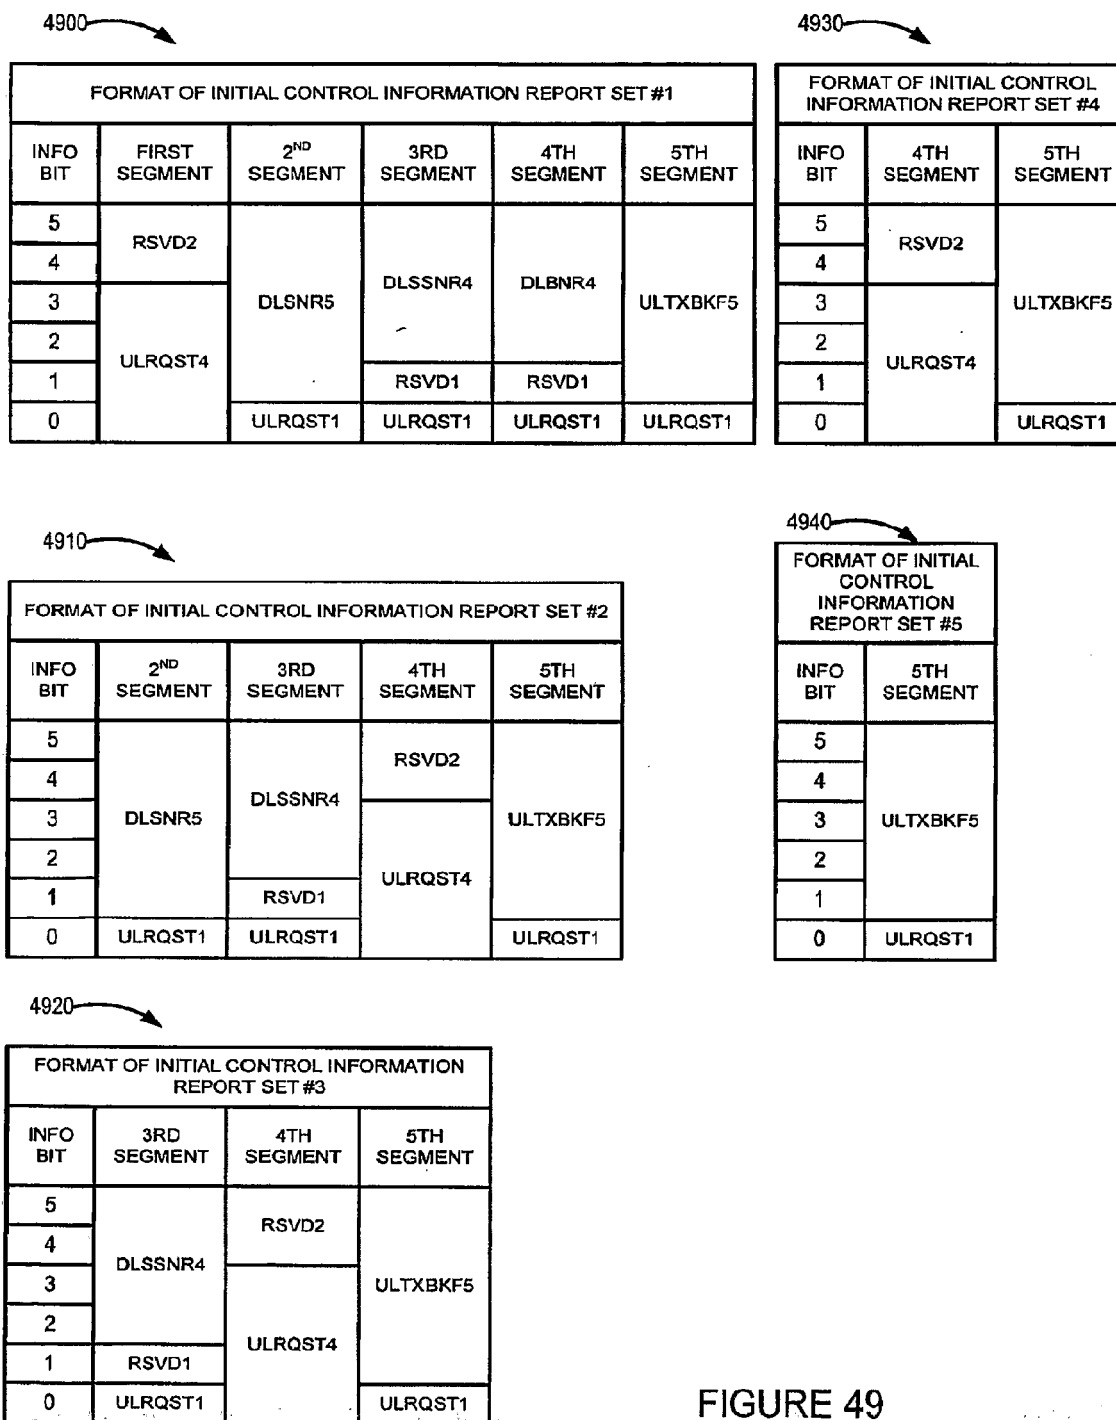 4900
FORMAT OF INITIAL CONTROL INFORMATION REPORT SET #1
INFO BIT FIRST SEGMENT 2ND SEGMENT 3RD SEGMENT 4TH SEGMENT 5TH SEGMENT
5 RSVD2 DLSNR5 DLSSNR4 DLBNR4 ULTXBKF5
4
3 ULRQST4
2
1 RSVD1 RSVD1
0 ULRQST1 ULRQST1 ULRQST1 ULRQST1
4930
FORMAT OF INITIAL CONTROL
INFORMATION REPORT SET #4
INFO BIT 4TH SEGMENT 5TH SEGMENT
5 RSVD2 ULTXBKF5
4
3 ULRQST4
2
1
0 ULRQST1
4910
FORMAT OF INITIAL CONTROL INFORMATION REPORT SET #2
INFO BIT 2ND SEGMENT 3RD SEGMENT 4TH SEGMENT 5TH SEGMENT
5 DLSNR5 DLSSNR4 RSVD2 ULTXBKF5
4
3 ULRQST4
2
1 RSVD1
0 ULRQST1 ULRQST1 ULRQST1
4940
FORMAT OF INITIAL
CONTROL
INFORMATION
REPORT SET #5
INFO BIT 5TH SEGMENT
5 ULTXBKF5
4
3
2
1
0 ULRQST1
4920
FORMAT OF INITIAL CONTROL INFORMATION
REPORT SET #3
INFO BIT 3RD SEGMENT 4TH SEGMENT 5TH SEGMENT
5 DLSSNR4 RSVD2 ULTXBKF5
4
3 ULRQST4
2
1 RSVD1
0 ULRQST1 ULRQST1
FIGURE 49